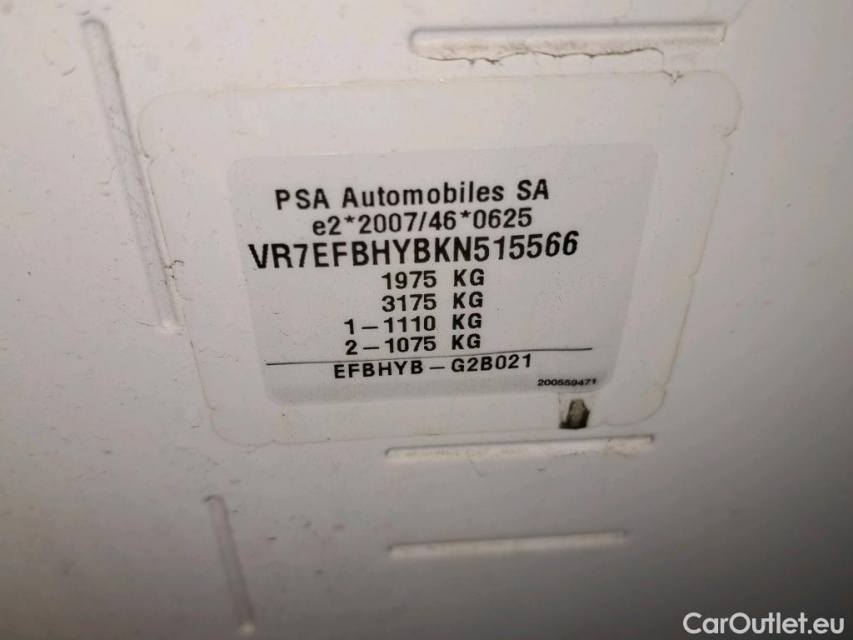 PSA Automobiles SA
e2*2007/46*0625
VR7EFBHYBKN515566
1975 KG
3175 KG
1-1110 KG
2-1075 KG
EFBHYB-G2B021
200559471
CarOutlet.eu